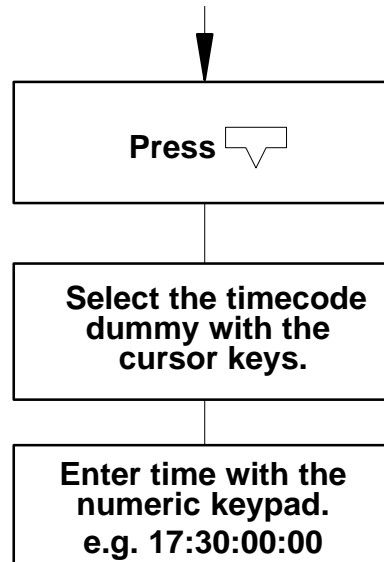 Press
Select the timecode
dummy with the
cursor keys.
Enter time with the
numeric keypad.
e.g. 17:30:00:00